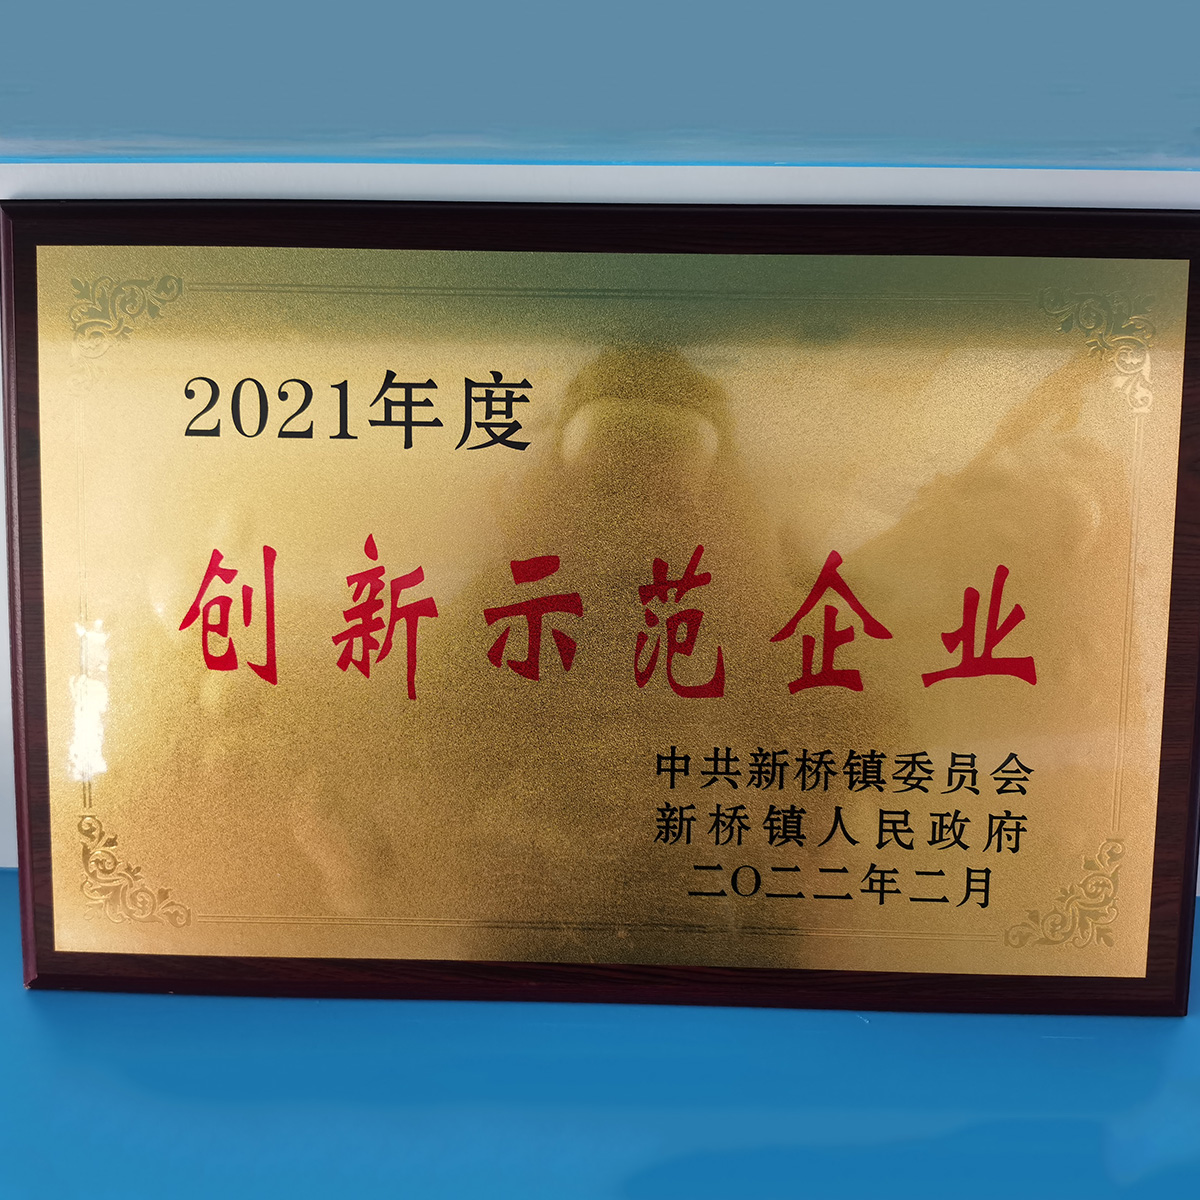 2021年度
创新示范企业
中共新桥镇委员会
新桥镇人民政府
二〇二二年二月